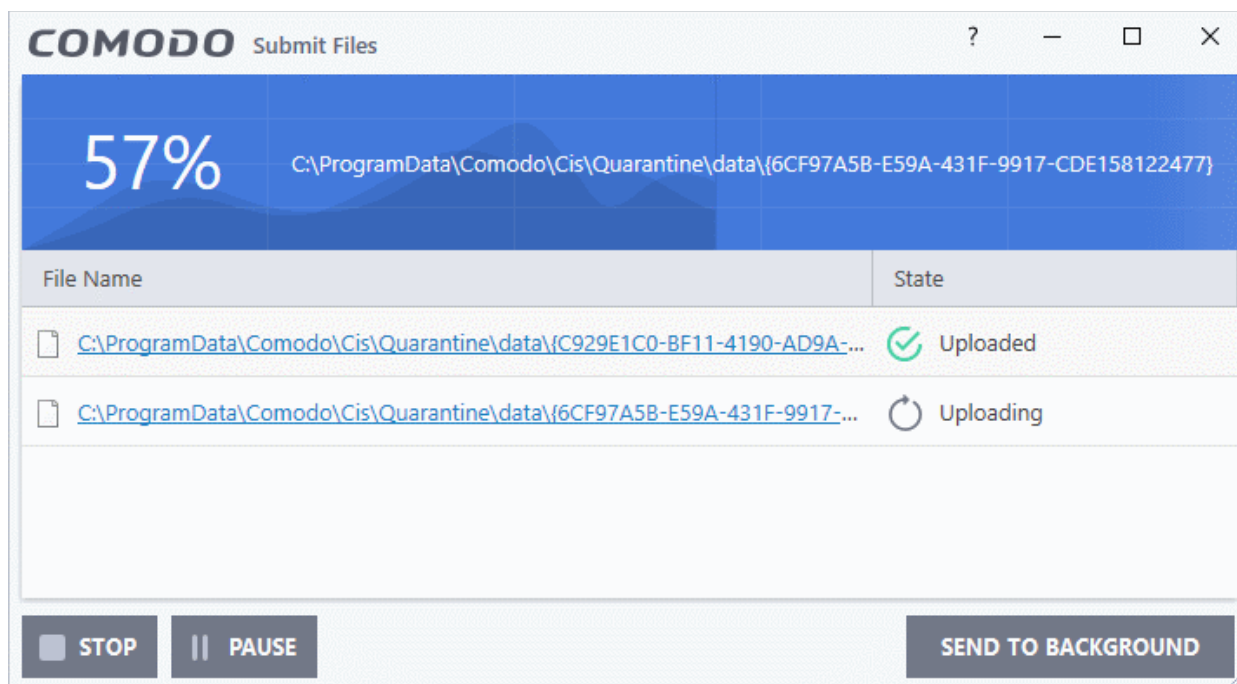 COMODO Submit Files ?
57% C:\ProgramData\Comodo\Cis\Quarantine\data\{6CF97A5B-E59A-431F-9917-CDE158122477}
File Name State
C:\ProgramData\Comodo\Cis\Quarantine\data\{C929E1C0-BF11-4190-AD9A-... Uploaded
C:\ProgramData\Comodo\Cis\Quarantine\data\{6CF97A5B-E59A-431F-9917-... Uploading
STOP PAUSE SEND TO BACKGROUND